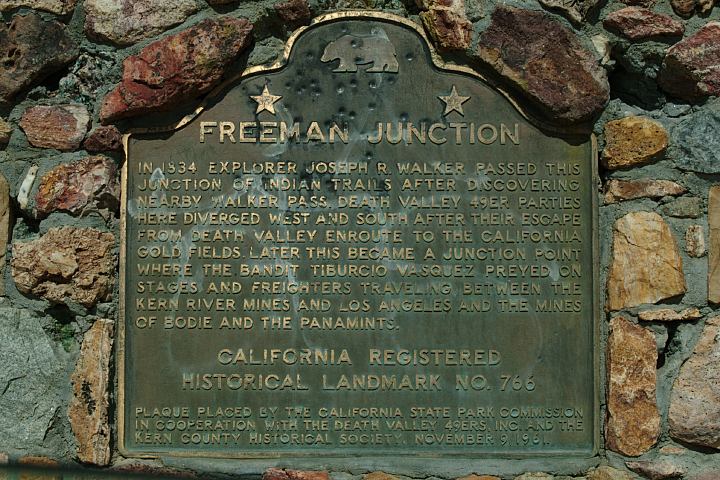 FREEMAN JUNCTION
IN 1834 EXPLORER JOSEPH R. WALKER PASSED THIS
JUNCTION OF INDIAN TRAILS AFTER DISCOVERING
NEARBY WALKER PASS. DEATH VALLEY 49ER PARTIES
HERE DIVERGED WEST AND SOUTH AFTER THEIR ESCAPE
FROM DEATH VALLEY ENROUTE TO THE CALIFORNIA
GOLD FIELDS. LATER THIS BECAME A JUNCTION POINT
WHERE THE BANDIT TIBURCIO VASQUEZ PREYED ON
STAGES AND FREIGHTERS TRAVELING BETWEEN THE
KERN RIVER MINES AND LOS ANGELES AND THE MINES
OF BODIE AND THE PANAMINTS.
CALIFORNIA REGISTERED
HISTORICAL LANDMARK NO. 766
PLAQUE PLACED BY THE CALIFORNIA STATE PARK COMMISSION
IN COOPERATION WITH THE DEATH VALLEY 49ERS, INC. AND THE
KERN COUNTY HISTORICAL SOCIETY, NOVEMBER 9, 1961.